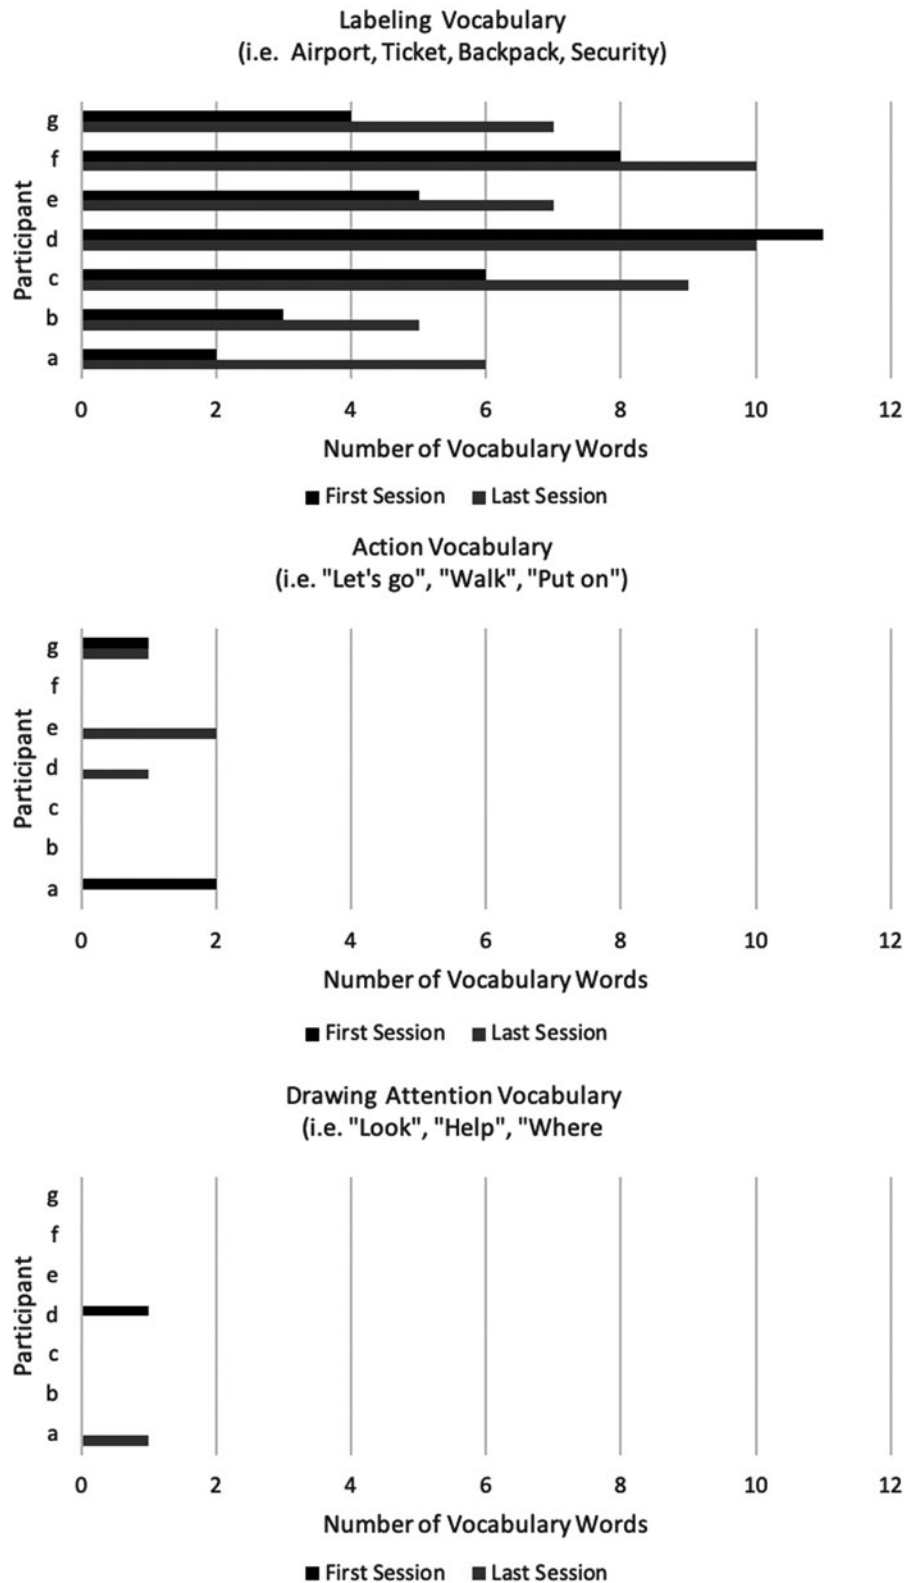 Labeling Vocabulary
(i.e. Airport, Ticket, Backpack, Security)
Participant
g
f
e
d
c
b
a
0 2 4 6 8 10 12
Number of Vocabulary Words
First Session Last Session
Action Vocabulary
(i.e. "Let's go", "Walk", "Put on")
Participant
g
f
e
d
c
b
a
0 2 4 6 8 10 12
Number of Vocabulary Words
First Session Last Session
Drawing Attention Vocabulary
(i.e. "Look", "Help", "Where
Participant
g
f
e
d
c
b
a
0 2 4 6 8 10 12
Number of Vocabulary Words
First Session Last Session